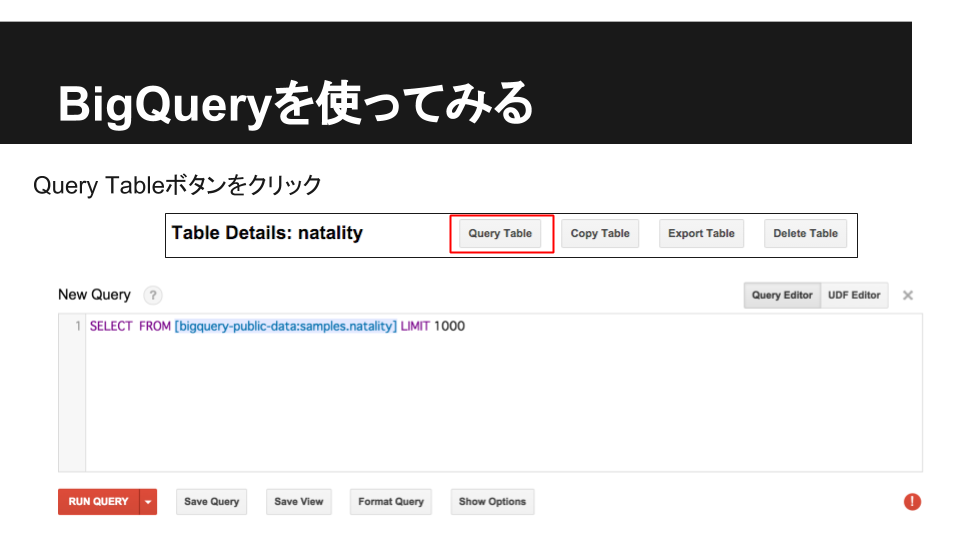 BigQueryを使ってみる
Query Tableボタンをクリック
Table Details: natality Query Table Copy Table Export Table Delete Table
New Query ? Query Editor UDF Editor ×
1 SELECT FROM [bigquery-public-data:samples.natality] LIMIT 1000
RUN QUERY Save Query Save View Format Query Show Options !